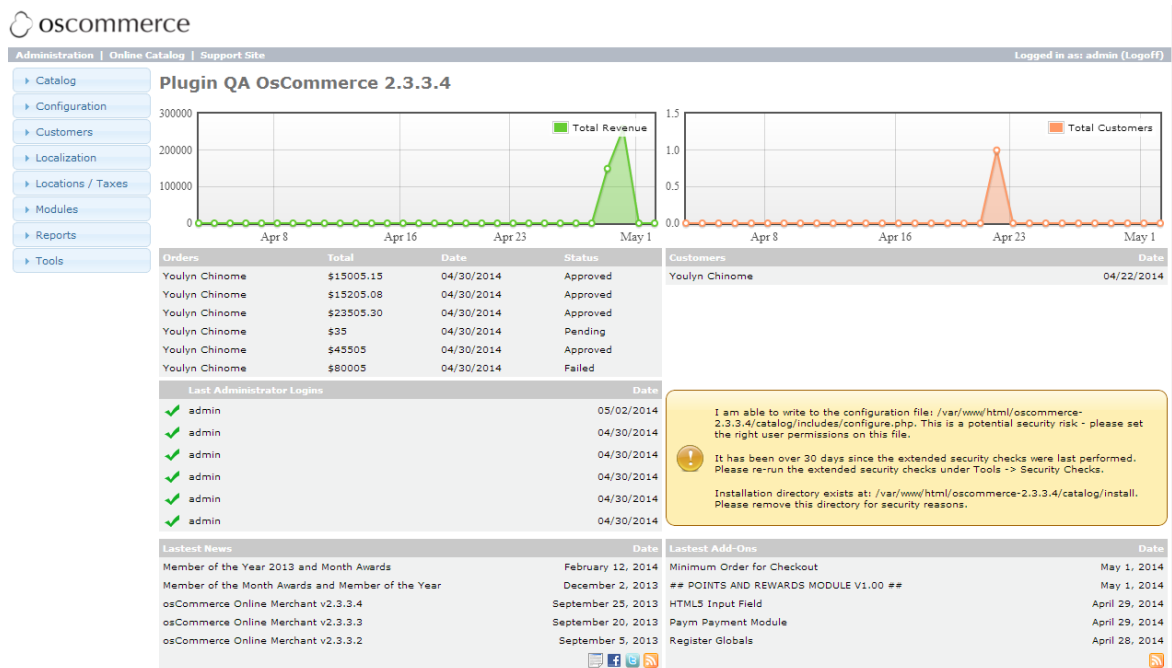 oscommerce
Administration | Online Catalog | Support Site
Logged in as: admin (Logoff)
Catalog
Configuration
Customers
Localization
Locations / Taxes
Modules
Reports
Tools
Plugin QA OsCommerce 2.3.3.4
300000
200000
100000
0
Total Revenue
Apr 8 Apr 16 Apr 23 May 1
1.5
1.0
0.5
0.0
Total Customers
Apr 8 Apr 16 Apr 23 May 1
Orders Total Date Status
Youlyn Chinome $15005.15 04/30/2014 Approved
Youlyn Chinome $15205.08 04/30/2014 Approved
Youlyn Chinome $23505.30 04/30/2014 Approved
Youlyn Chinome $35 04/30/2014 Pending
Youlyn Chinome $45505 04/30/2014 Approved
Youlyn Chinome $80005 04/30/2014 Failed
Customers Date
Youlyn Chinome 04/22/2014
Last Administrator Logins Date
admin 05/02/2014
admin 04/30/2014
admin 04/30/2014
admin 04/30/2014
admin 04/30/2014
admin 04/30/2014
I am able to write to the configuration file: /var/www/html/oscommerce-
2.3.3.4/catalog/includes/configure.php. This is a potential security risk - please set
the right user permissions on this file.
It has been over 30 days since the extended security checks were last performed.
Please re-run the extended security checks under Tools -> Security Checks.
Installation directory exists at: /var/www/html/oscommerce-2.3.3.4/catalog/install.
Please remove this directory for security reasons.
Lastest News Date
Member of the Year 2013 and Month Awards February 12, 2014
Member of the Month Awards and Member of the Year December 2, 2013
osCommerce Online Merchant v2.3.3.4 September 25, 2013
osCommerce Online Merchant v2.3.3.3 September 20, 2013
osCommerce Online Merchant v2.3.3.2 September 5, 2013
Lastest Add-Ons Date
Minimum Order for Checkout May 1, 2014
## POINTS AND REWARDS MODULE V1.00 ## May 1, 2014
HTML5 Input Field April 29, 2014
Paym Payment Module April 29, 2014
Register Globals April 28, 2014